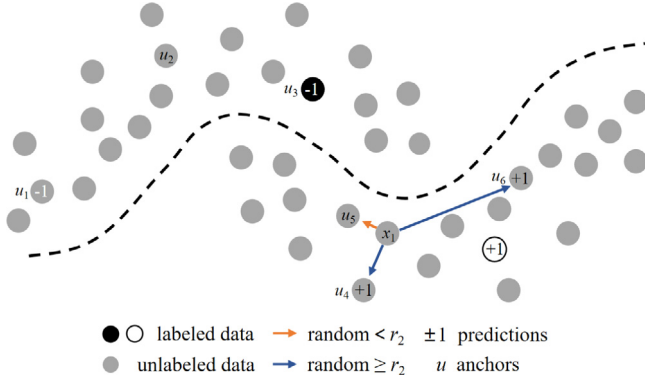 u₂
u₃ -1
u₁ -1
u₆ +1
u₅
x₁
+1
u₄ +1
labeled data random < r₂ ±1 predictions
unlabeled data random ≥ r₂ u anchors